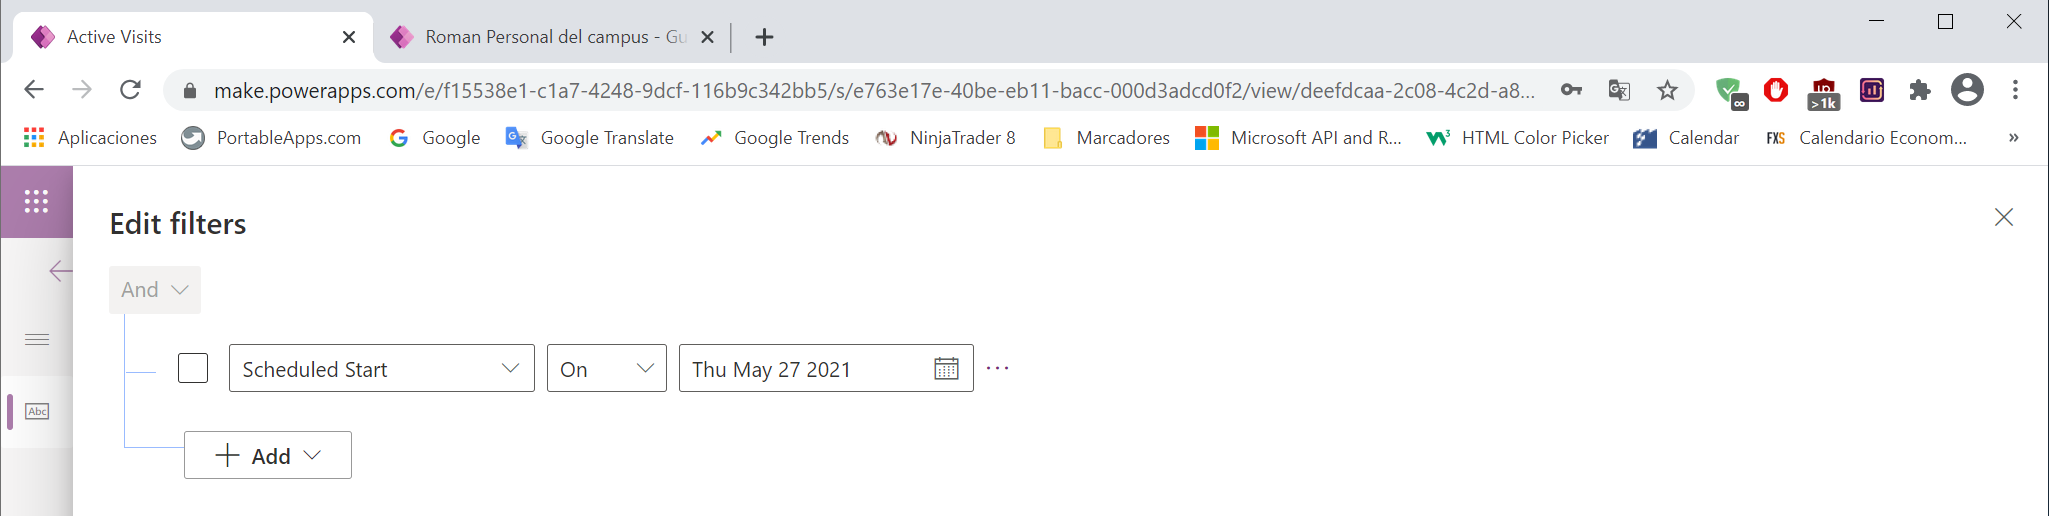 Active Visits
Roman Personal del campus - Gu
make.powerapps.com/e/f15538e1-c1a7-4248-9dcf-116b9c342bb5/s/e763e17e-40be-eb11-bacc-000d3adcd0f2/view/deefdcaa-2c08-4c2d-a8...
∞
>1k
Aplicaciones
PortableApps.com
Google
Google Translate
Google Trends
NinjaTrader 8
Marcadores
Microsoft API and R...
HTML Color Picker
Calendar
FXS
Calendario Econom...
»
Edit filters
And
Scheduled Start
On
Thu May 27 2021
...
Abc
Add